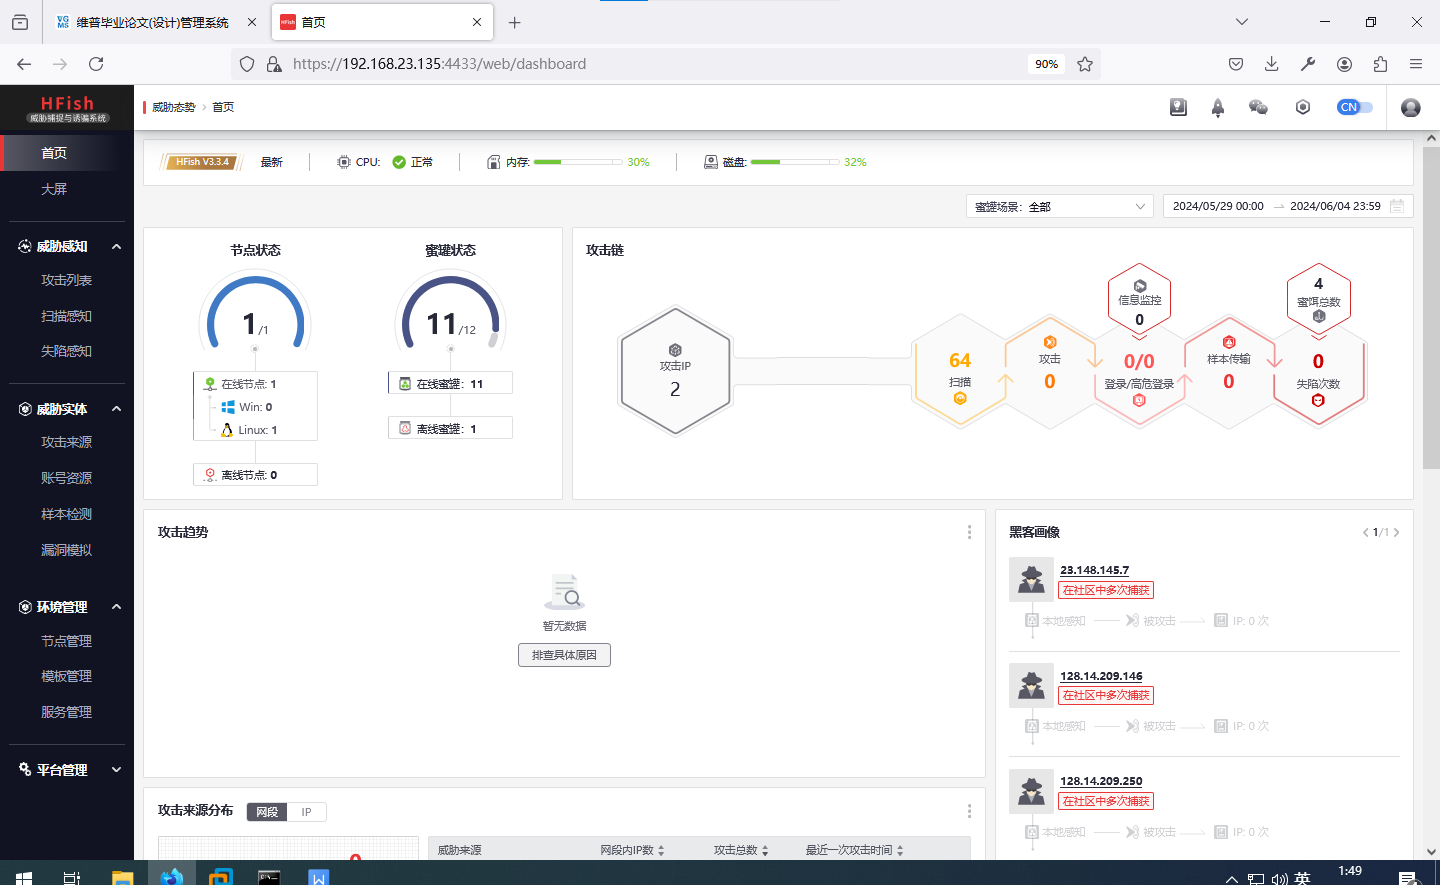 维普毕业论文(设计)管理系统
首页
https://192.168.23.135:4433/web/dashboard
90%
HFish
威胁捕捉与诱骗系统
威胁态势 > 首页
CN
首页
大屏
威胁感知
攻击列表
扫描感知
失陷感知
威胁实体
攻击来源
账号资源
样本检测
漏洞模拟
环境管理
节点管理
模板管理
服务管理
平台管理
HFish V3.3.4 最新 CPU: 正常 内存: 30% 磁盘: 32%
蜜罐场景: 全部 2024/05/29 00:00 → 2024/06/04 23:59
节点状态
1/1
在线节点: 1
Win: 0
Linux: 1
离线节点: 0
蜜罐状态
11/12
在线蜜罐: 11
离线蜜罐: 1
攻击链
攻击IP
2
64
扫描
攻击
0
信息监控
0
0/0
登录/高危登录
样本传输
0
4
蜜饵总数
0
失陷次数
攻击趋势
暂无数据
排查具体原因
黑客画像 1/1
23.148.145.7
在社区中多次捕获
本地感知 被攻击 IP: 0 次
128.14.209.146
在社区中多次捕获
本地感知 被攻击 IP: 0 次
128.14.209.250
在社区中多次捕获
本地感知 被攻击 IP: 0 次
攻击来源分布 网段 IP
威胁来源 网段内IP数 攻击总数 最近一次攻击时间
英 1:49